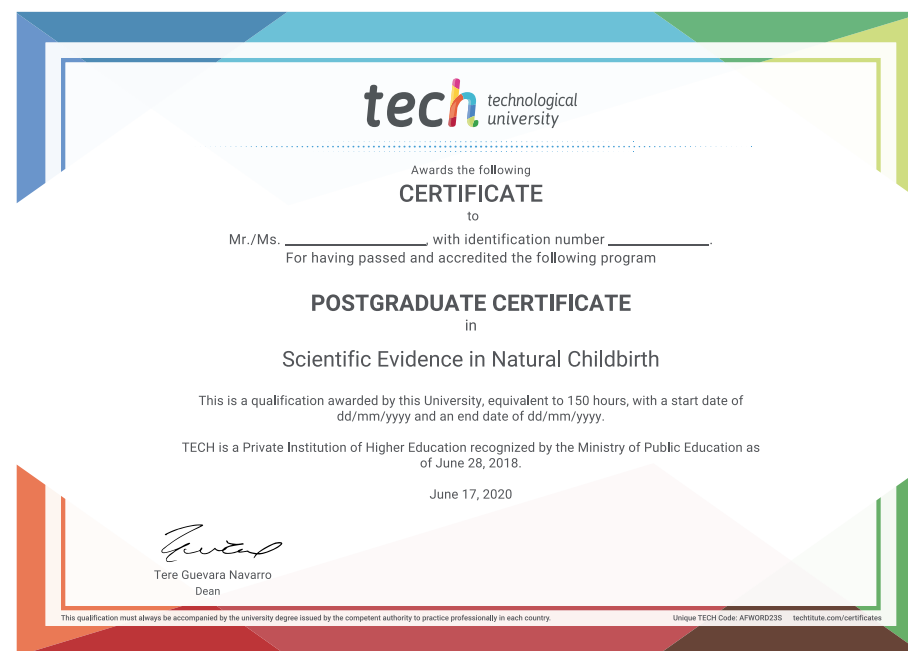 tech technological
university
Awards the following
CERTIFICATE
to
Mr./Ms. ____________, with identification number ____________.
For having passed and accredited the following program
POSTGRADUATE CERTIFICATE
in
Scientific Evidence in Natural Childbirth
This is a qualification awarded by this University, equivalent to 150 hours, with a start date of
dd/mm/yyyy and an end date of dd/mm/yyyy.
TECH is a Private Institution of Higher Education recognized by the Ministry of Public Education as
of June 28, 2018.
June 17, 2020
Tere Guevara Navarro
Dean
This qualification must always be accompanied by the university degree issued by the competent authority to practice professionally in each country. Unique TECH Code: AFWORD23S techtitute.com/certificates